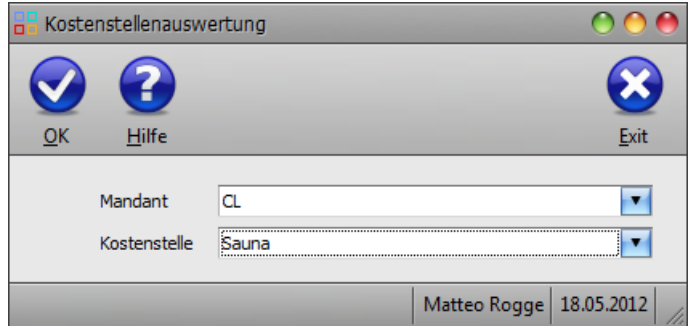 Kostenstellenauswertung
OK Hilfe Exit
Mandant CL
Kostenstelle Sauna
Matteo Rogge 18.05.2012